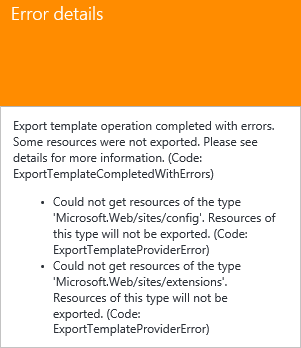 Error details
Export template operation completed with errors.
Some resources were not exported. Please see
details for more information. (Code:
ExportTemplateCompletedWithErrors)
• Could not get resources of the type
'Microsoft.Web/sites/config'. Resources of
this type will not be exported. (Code:
ExportTemplateProviderError)
• Could not get resources of the type
'Microsoft.Web/sites/extensions'.
Resources of this type will not be
exported. (Code:
ExportTemplateProviderError)